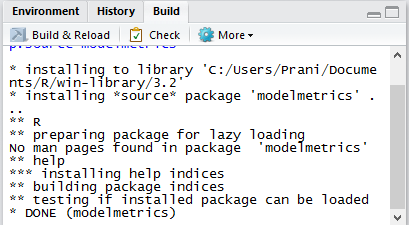 Environment History Build
Build & Reload Check More
p.source modelmetrics
* installing to library 'C:/Users/Prani/Docume
nts/R/win-library/3.2'
* installing *source* package 'modelmetrics' .
..
** R
** preparing package for lazy loading
No man pages found in package  'modelmetrics'
** help
*** installing help indices
** building package indices
** testing if installed package can be loaded
* DONE (modelmetrics)